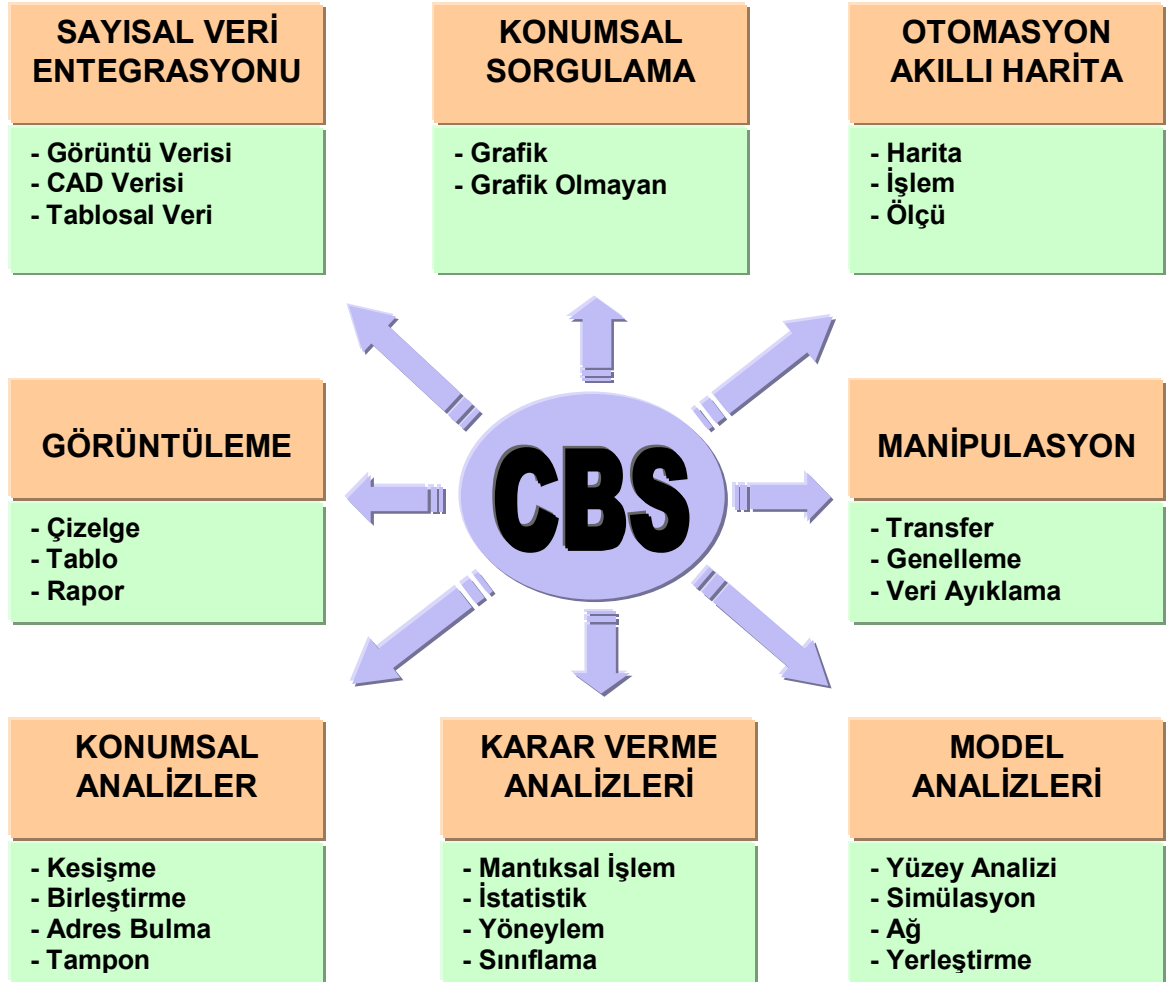 SAYISAL VERİ
ENTEGRASYONU
- Görüntü Verisi
- CAD Verisi
- Tablosal Veri
KONUMSAL
SORGULAMA
- Grafik
- Grafik Olmayan
OTOMASYON
AKILLI HARİTA
- Harita
- İşlem
- Ölçü
GÖRÜNTÜLEME
- Çizelge
- Tablo
- Rapor
CBS
MANİPULASYON
- Transfer
- Genelleme
- Veri Ayıklama
KONUMSAL
ANALİZLER
- Kesişme
- Birleştirme
- Adres Bulma
- Tampon
KARAR VERME
ANALİZLERİ
- Mantıksal İşlem
- İstatistik
- Yöneylem
- Sınıflama
MODEL
ANALİZLERİ
- Yüzey Analizi
- Simülasyon
- Ağ
- Yerleştirme